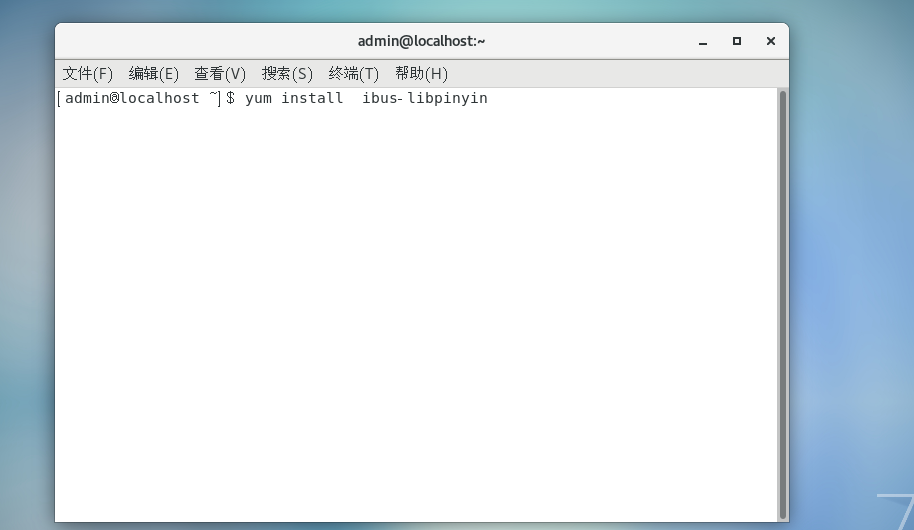 admin@localhost:~
文件(F) 编辑(E) 查看(V) 搜索(S) 终端(T) 帮助(H)
[admin@localhost ~]$ yum install  ibus-libpinyin
7